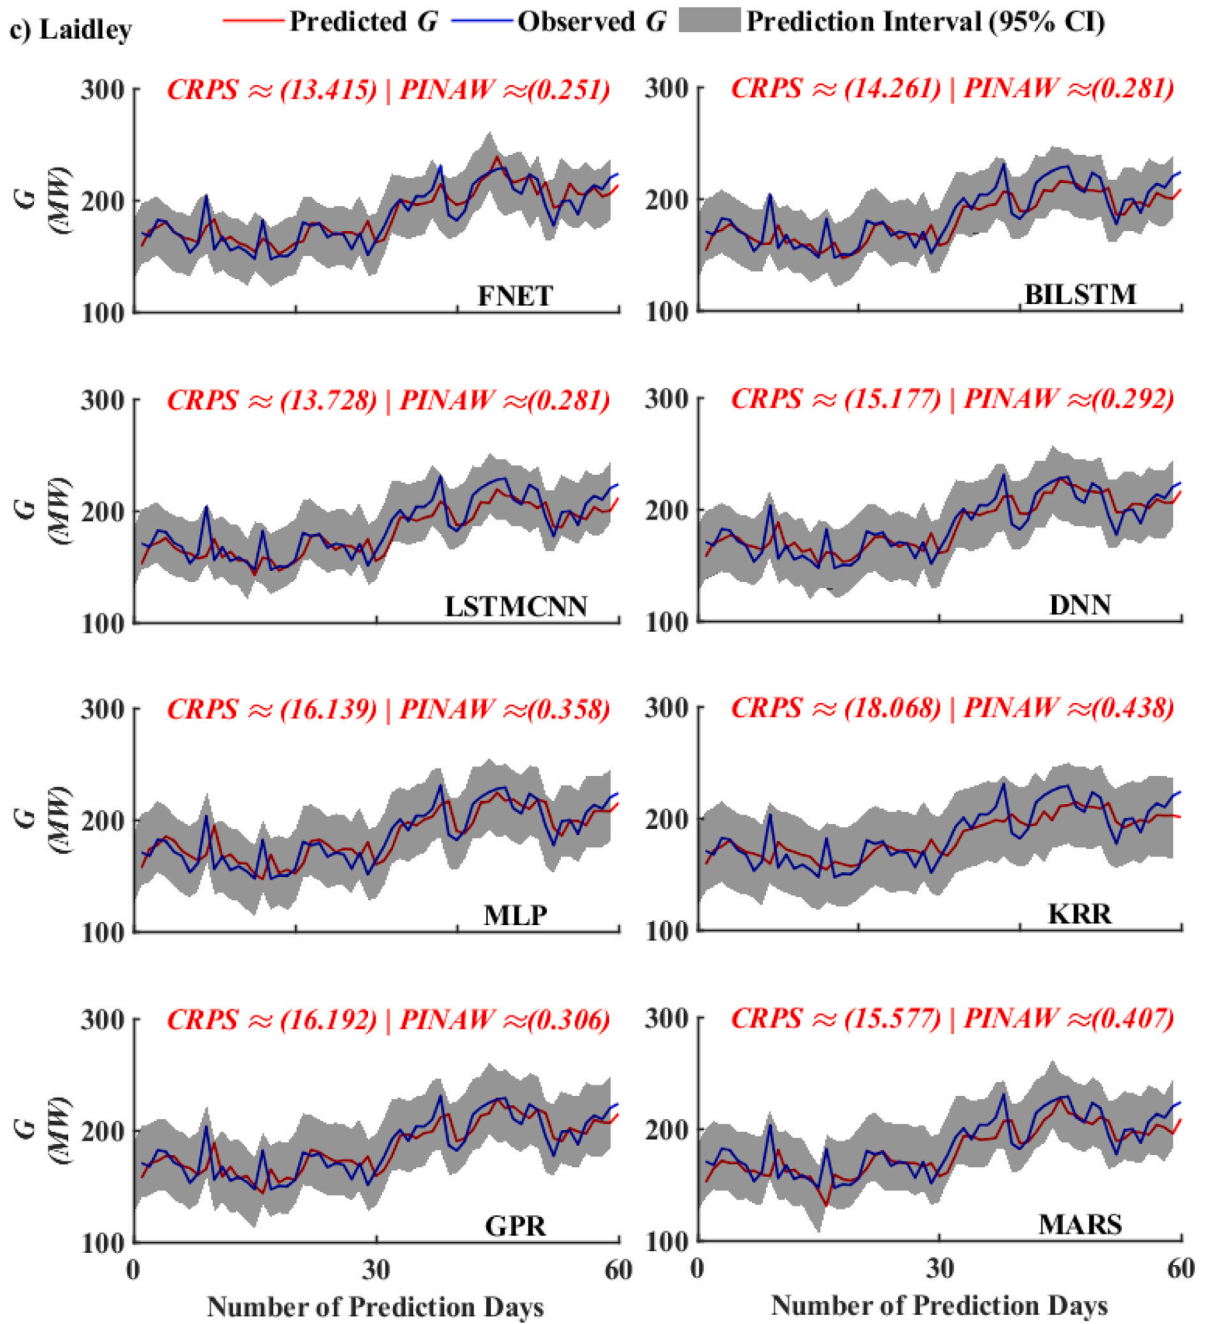 c) Laidley
Predicted G Observed G Prediction Interval (95% CI)
300
CRPS ≈ (13.415) | PINAW ≈(0.251)
G
(MW)
200
100
FNET
300
CRPS ≈ (14.261) | PINAW ≈(0.281)
200
100
BILSTM
300
CRPS ≈ (13.728) | PINAW ≈(0.281)
G
(MW)
200
100
LSTMCNN
300
CRPS ≈ (15.177) | PINAW ≈(0.292)
200
100
DNN
300
CRPS ≈ (16.139) | PINAW ≈(0.358)
G
(MW)
200
100
MLP
300
CRPS ≈ (18.068) | PINAW ≈(0.438)
200
100
KRR
300
CRPS ≈ (16.192) | PINAW ≈(0.306)
G
(MW)
200
100
GPR
0 30 60
Number of Prediction Days
300
CRPS ≈ (15.577) | PINAW ≈(0.407)
200
100
MARS
0 30 60
Number of Prediction Days